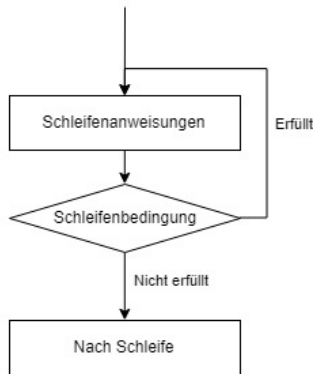 Schleifenanweisungen
Erfüllt
Schleifenbedingung
Nicht erfüllt
Nach Schleife